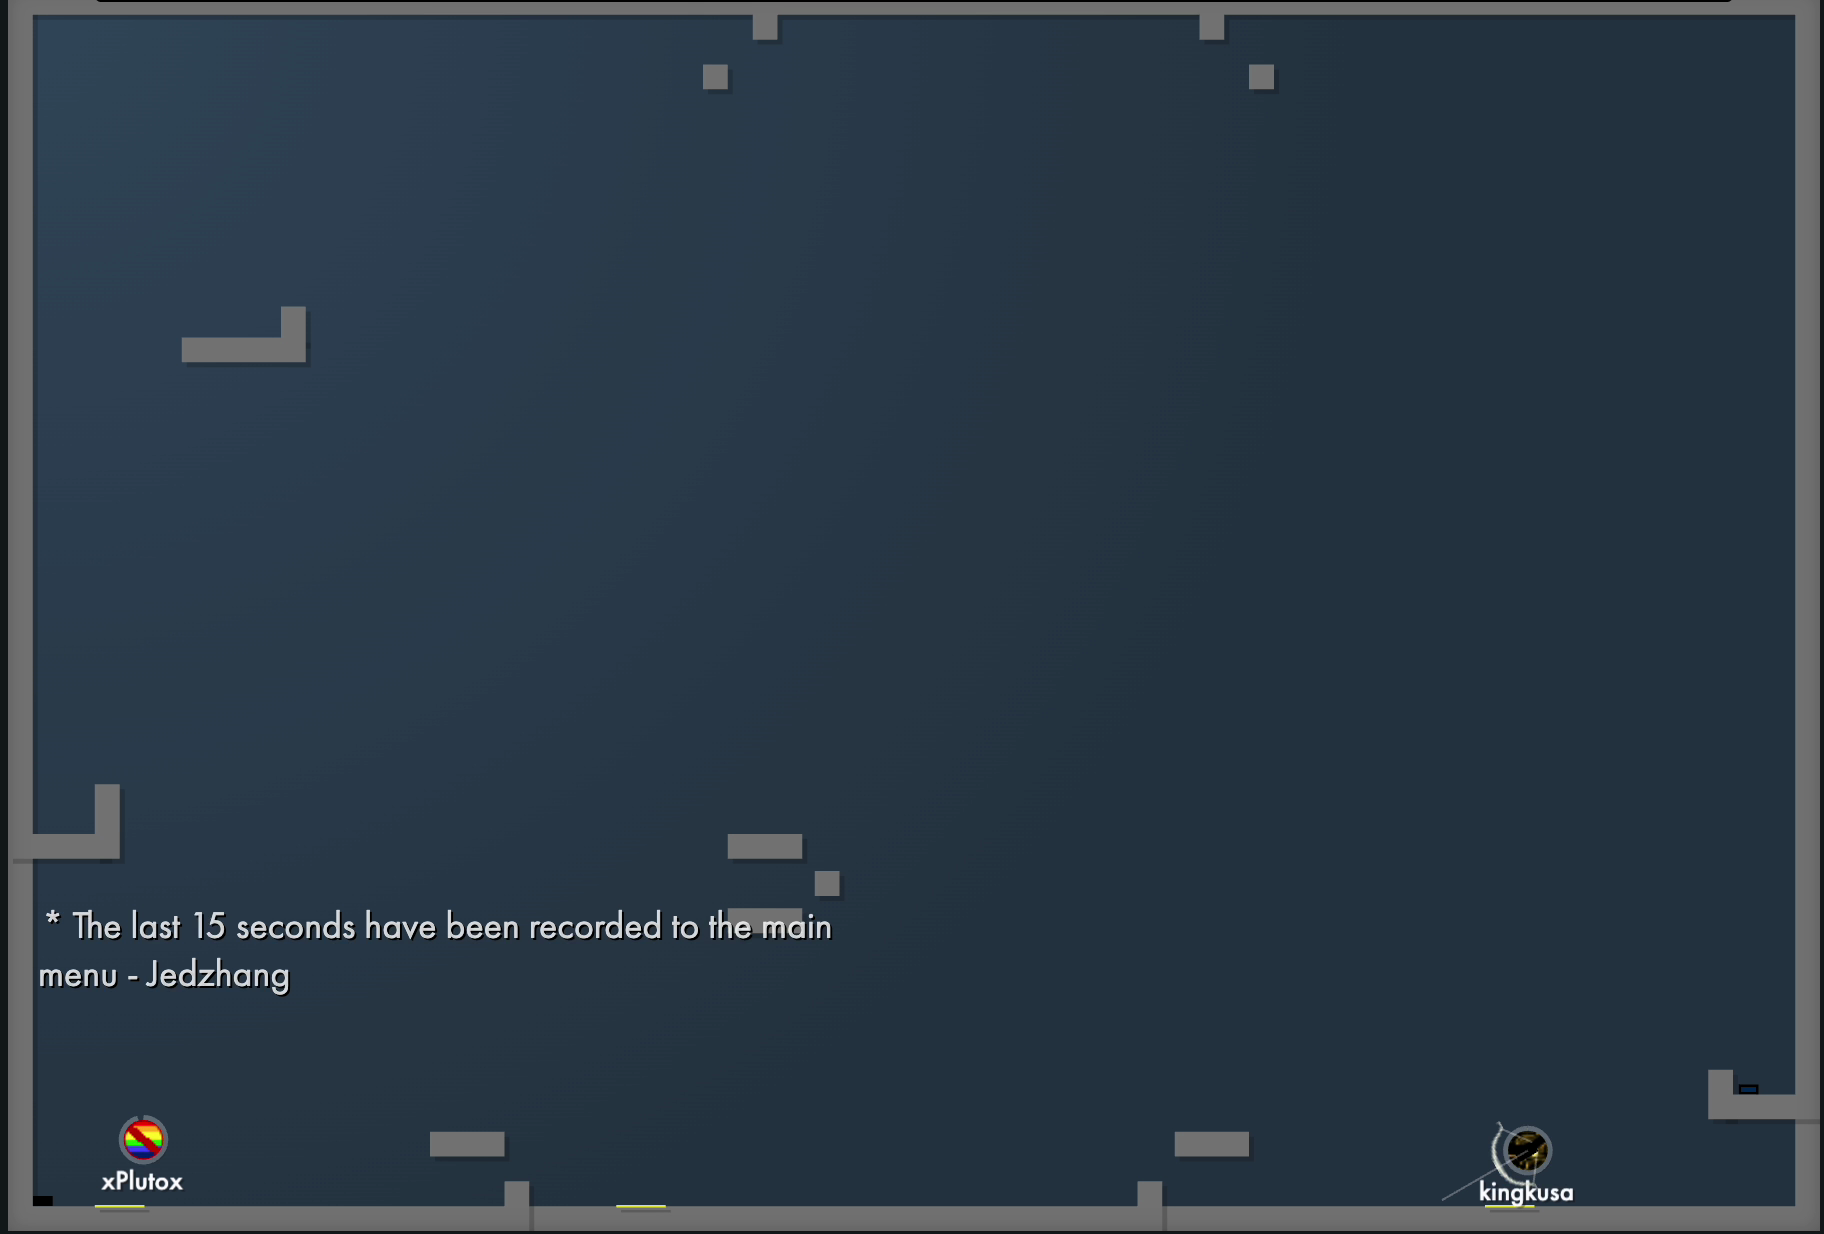 * The last 15 seconds have been recorded to the main
menu - Jedzhang
xPlutox
kingkusa